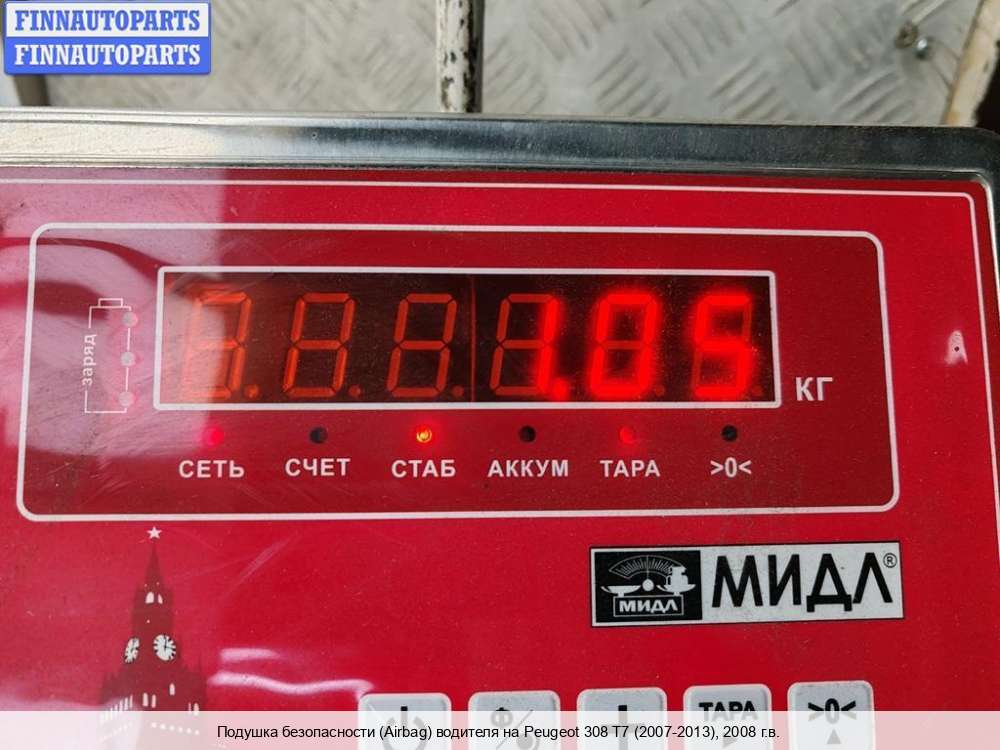 FINNAUTOPARTS
FINNAUTOPARTS
заряд
1.05 КГ
СЕТЬ СЧЕТ СТАБ АККУМ ТАРА >0<
МИДЛ МИДЛ®
ТАРА >0<
Подушка безопасности (Airbag) водителя на Peugeot 308 T7 (2007-2013), 2008 г.в.